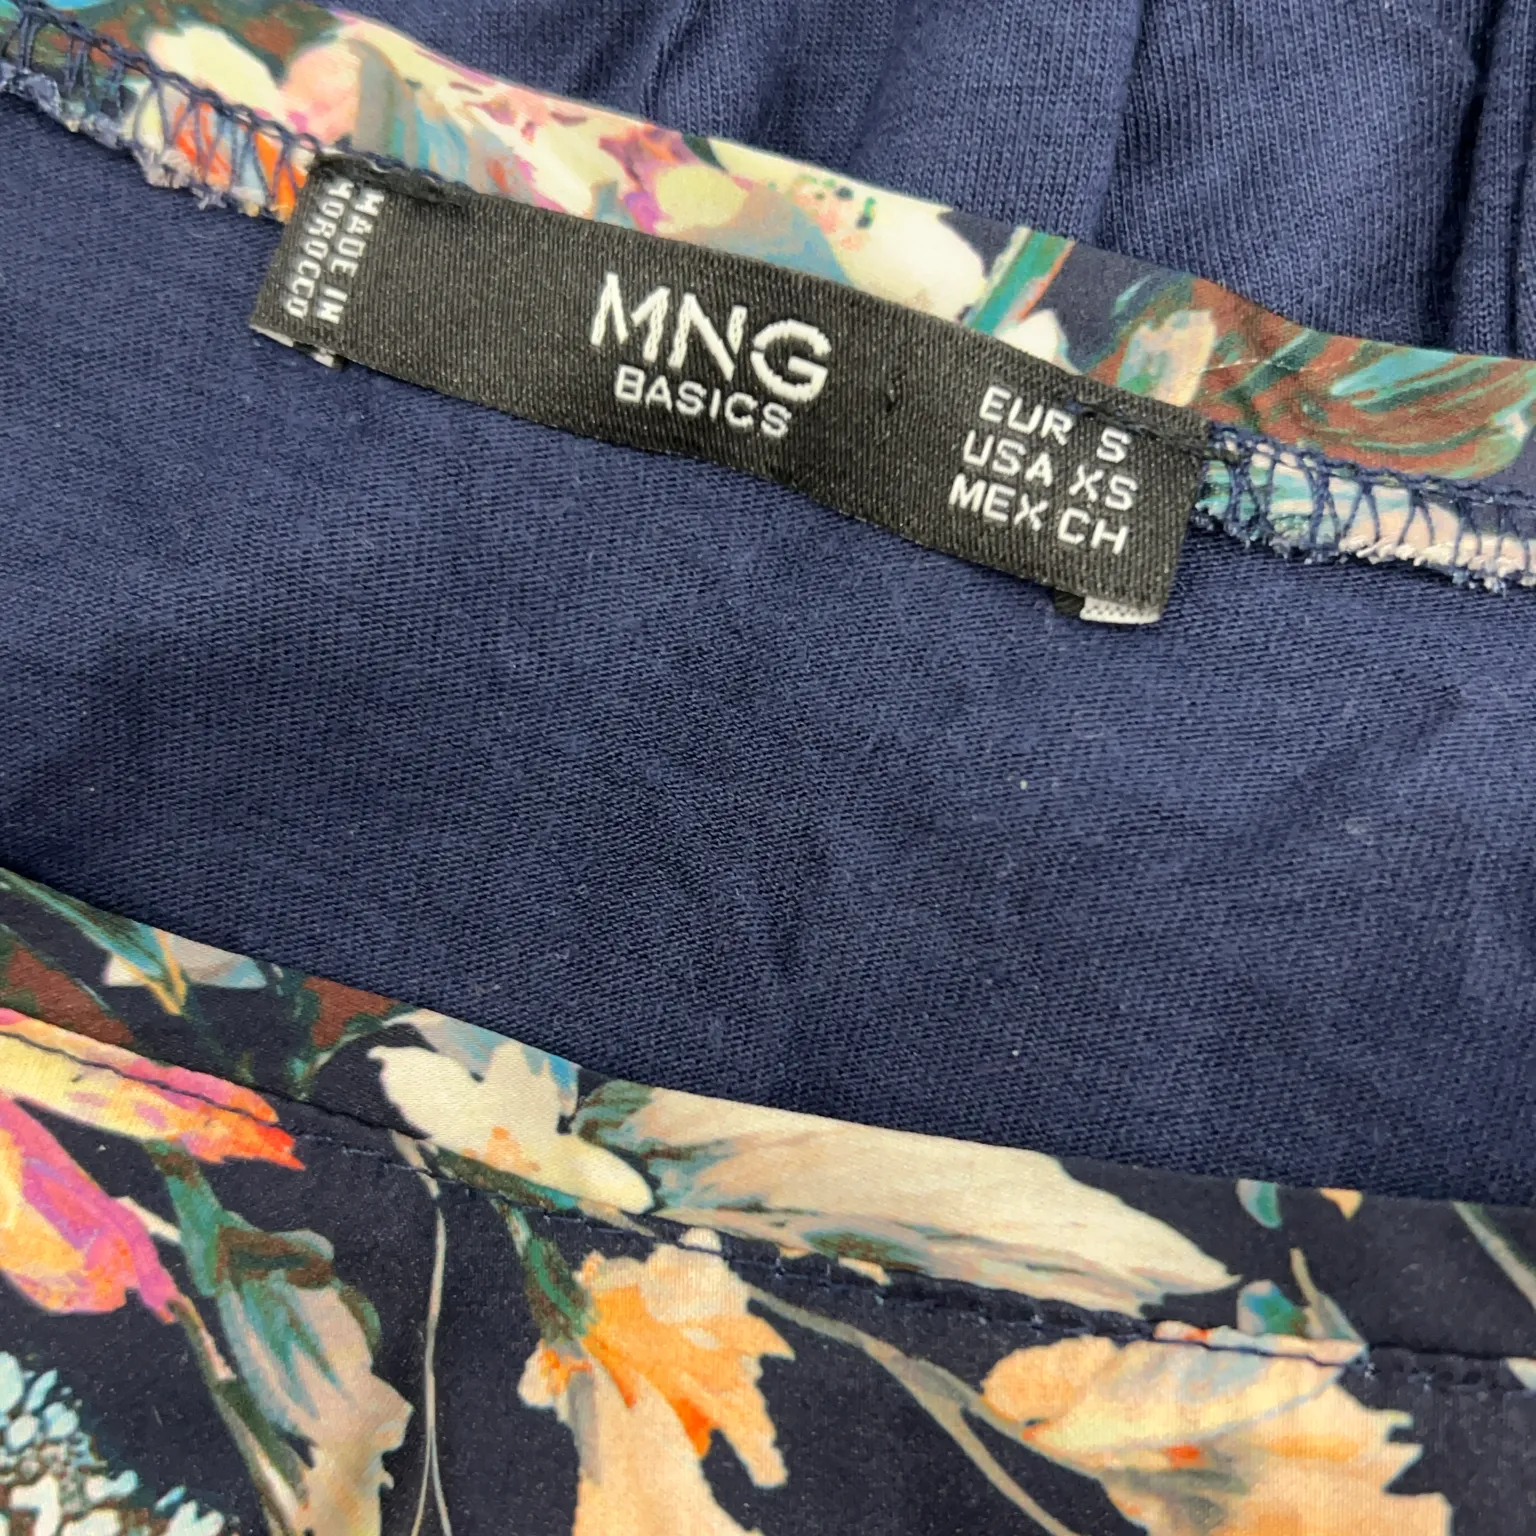 MADE IN
MOROCCO
MNG
BASICS
EUR S
USA XS
MEX CH